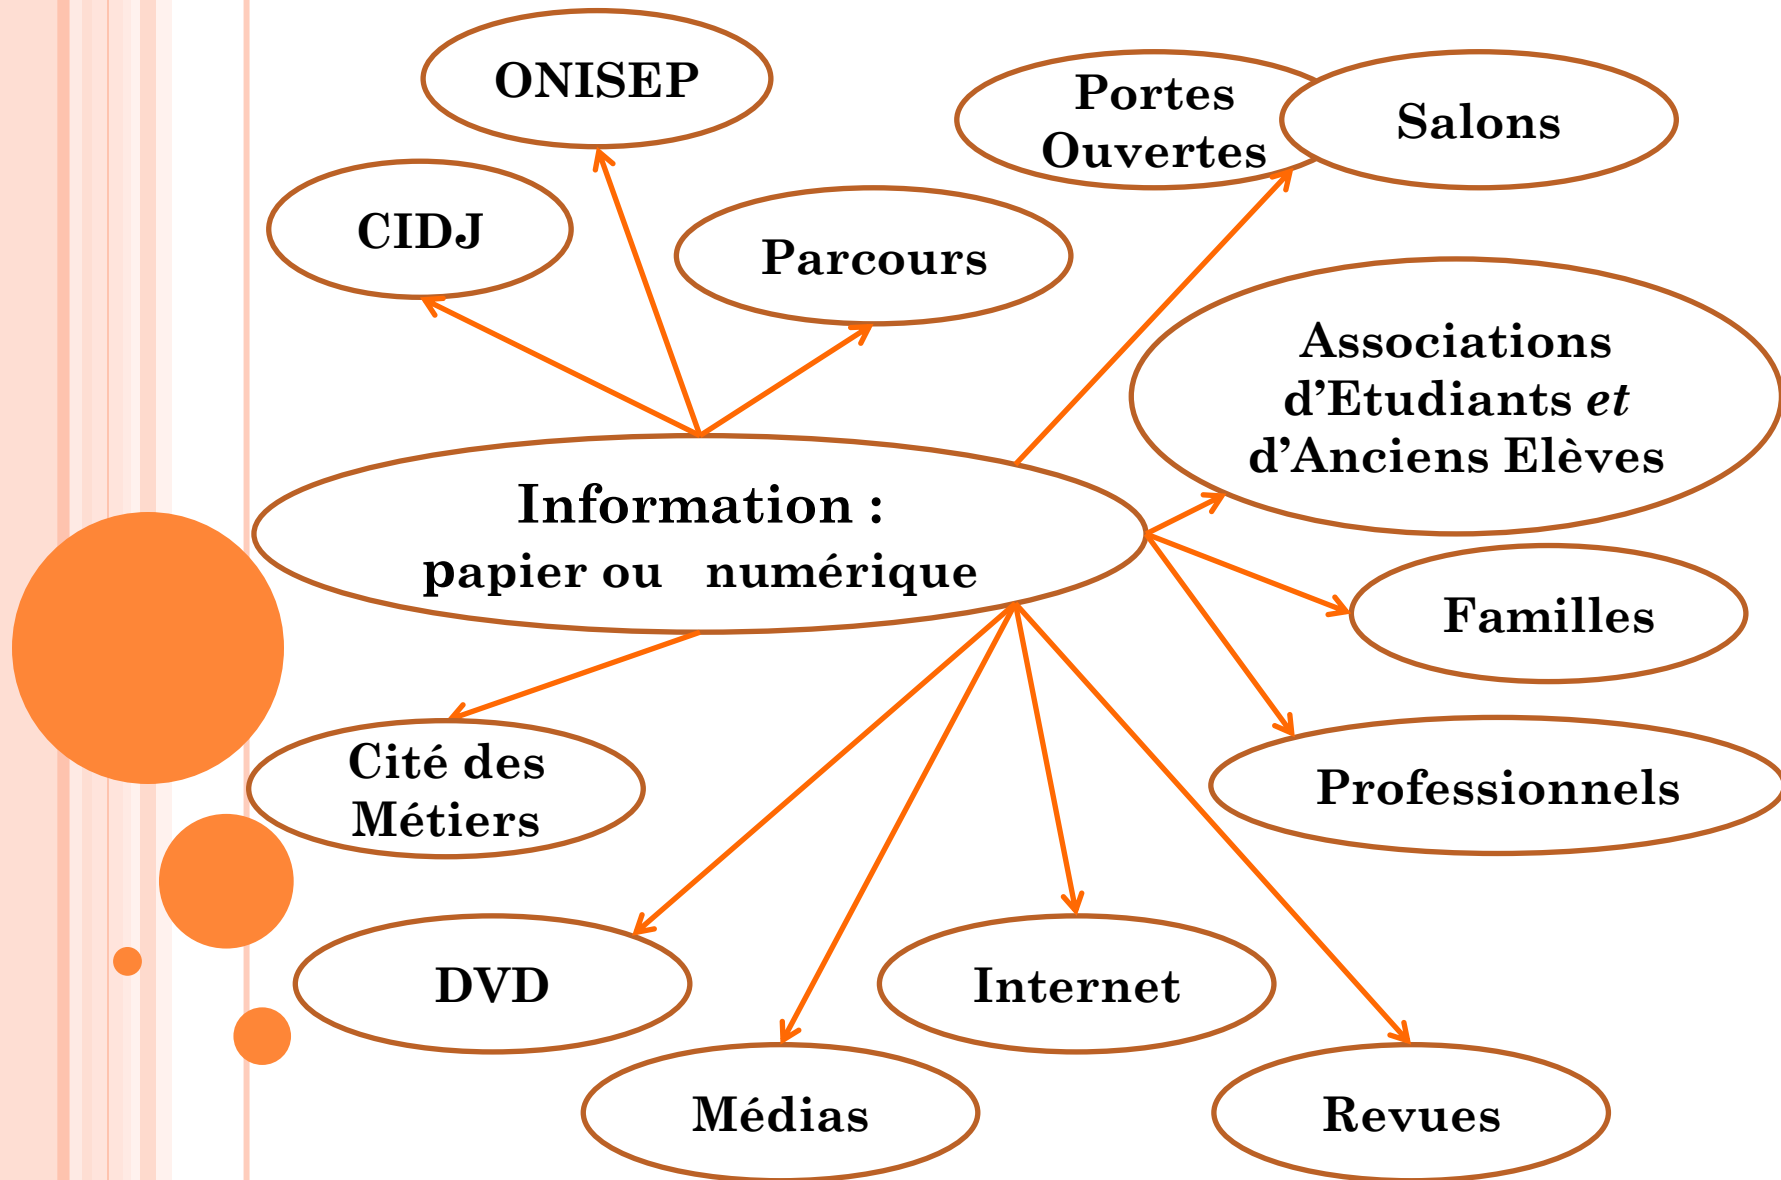 ONISEP
Portes
Ouvertes
Salons
CIDJ
Parcours
Associations
d’Etudiants et
d’Anciens Elèves
Information :
papier ou numérique
Familles
Cité des
Métiers
Professionnels
DVD
Internet
Médias
Revues